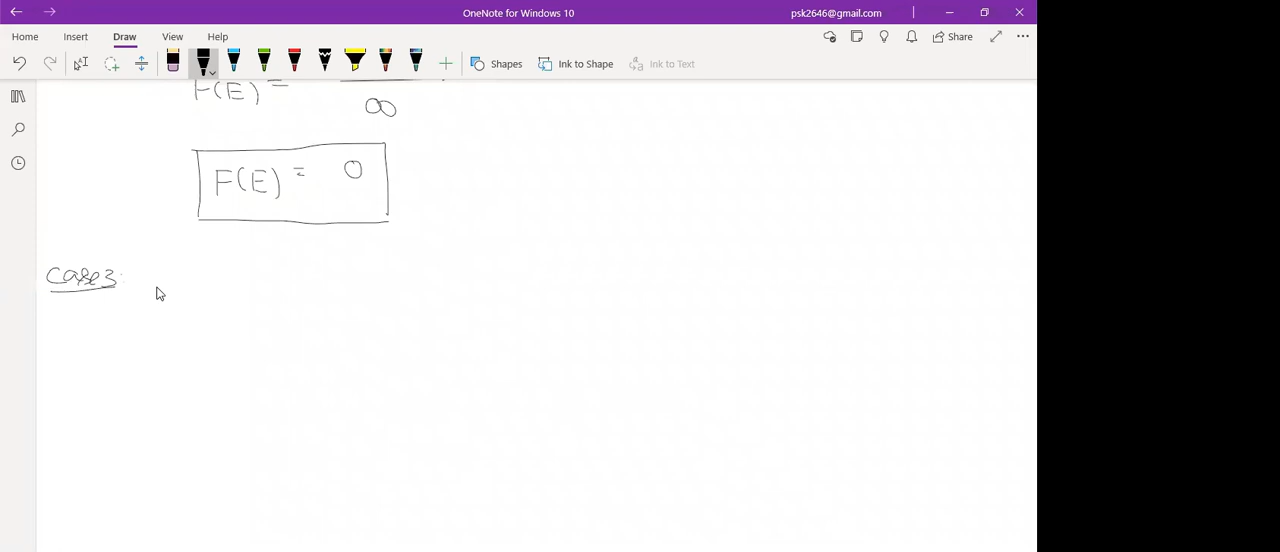 OneNote for Windows 10
psk2646@gmail.com
Home Insert Draw View Help
Share
Shapes Ink to Shape Ink to Text
F(E) =
∞
F(E) = 0
Case 3: